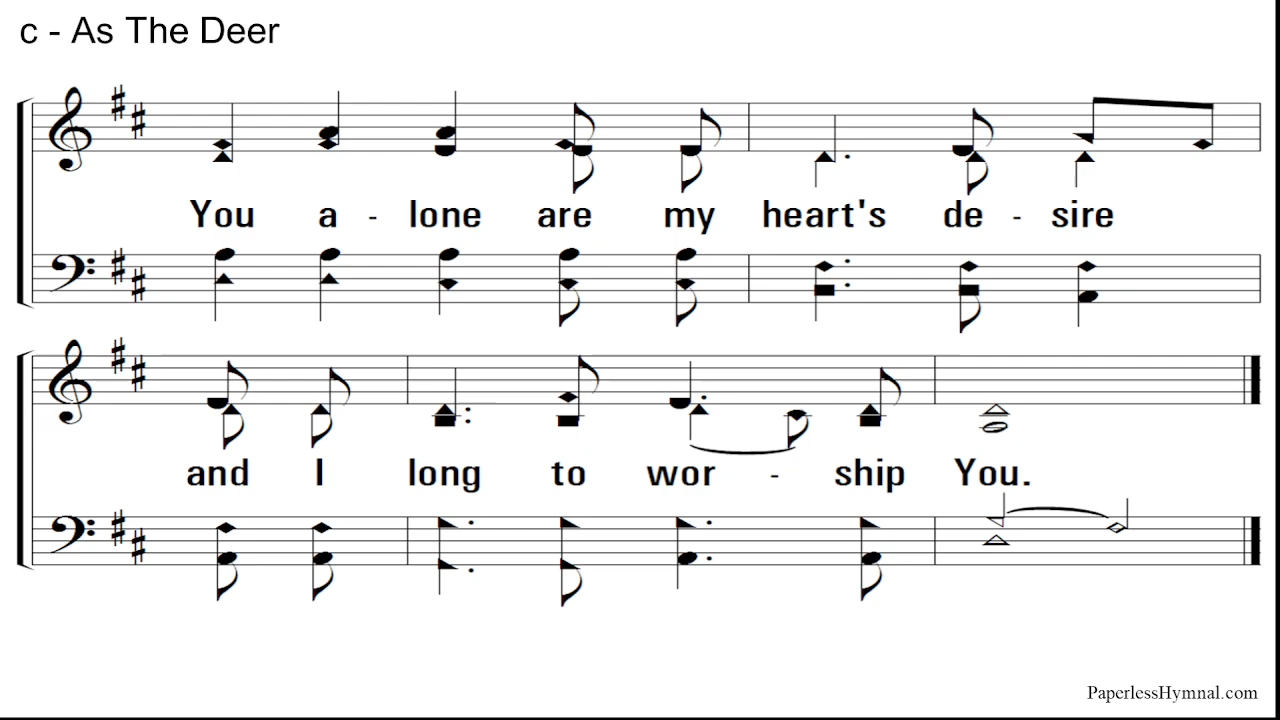 c - As The Deer
You a - lone are my heart's de - sire
and I long to wor - ship You.
PaperlessHymnal.com